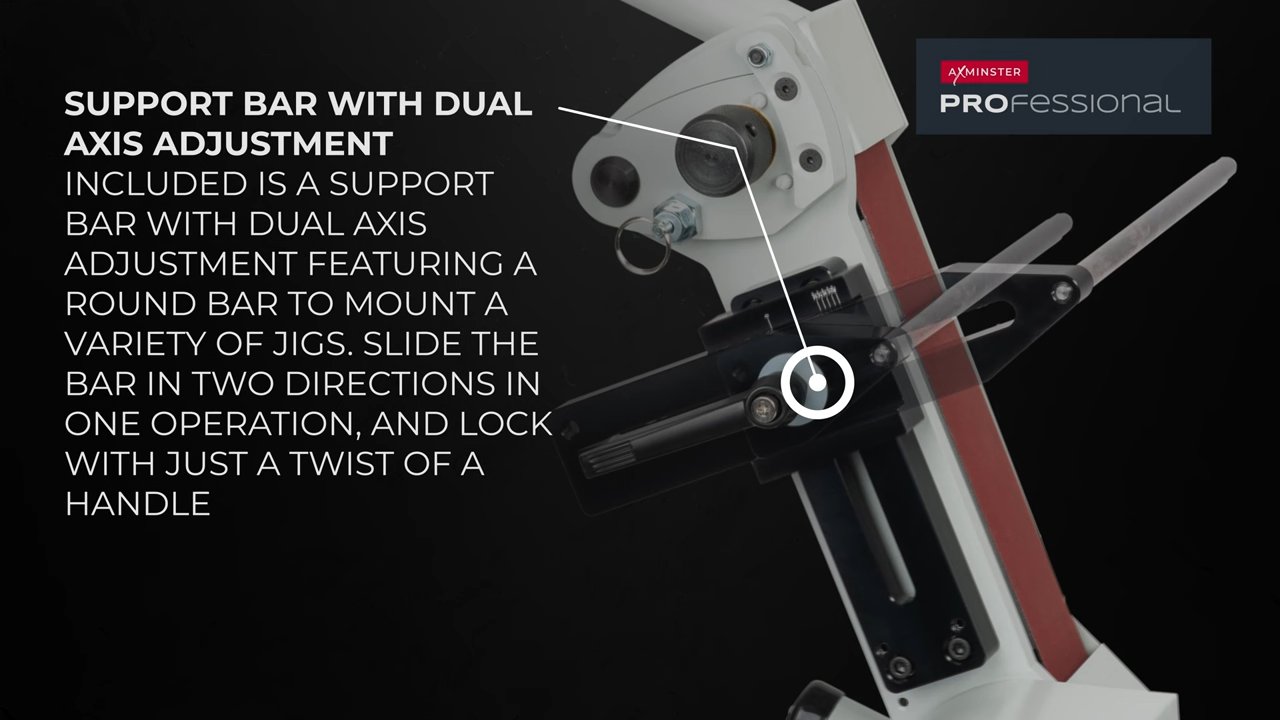 SUPPORT BAR WITH DUAL
AXIS ADJUSTMENT
INCLUDED IS A SUPPORT
BAR WITH DUAL AXIS
ADJUSTMENT FEATURING A
ROUND BAR TO MOUNT A
VARIETY OF JIGS. SLIDE THE
BAR IN TWO DIRECTIONS IN
ONE OPERATION, AND LOCK
WITH JUST A TWIST OF A
HANDLE
AXMINSTER
PROFESSIONAL